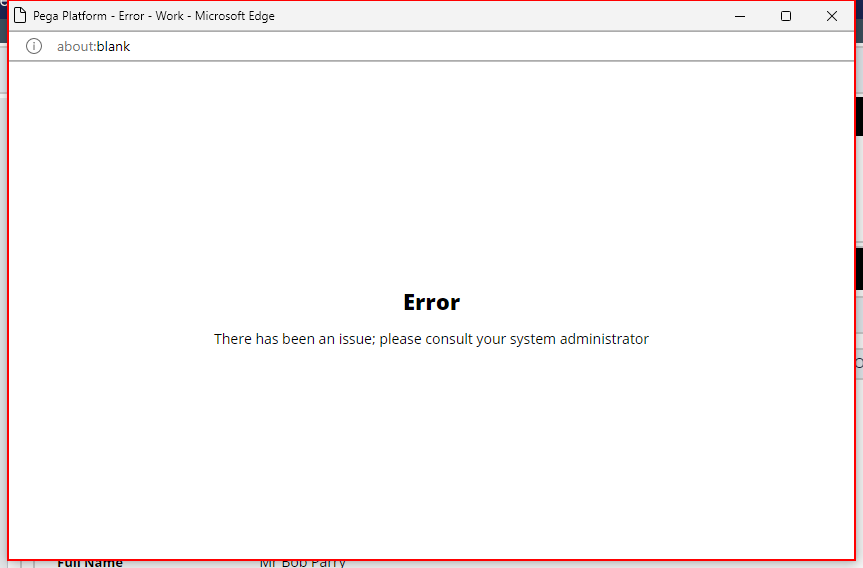 Pega Platform - Error - Work - Microsoft Edge
about:blank
Error
There has been an issue; please consult your system administrator
Full Name Mr Bob Parry